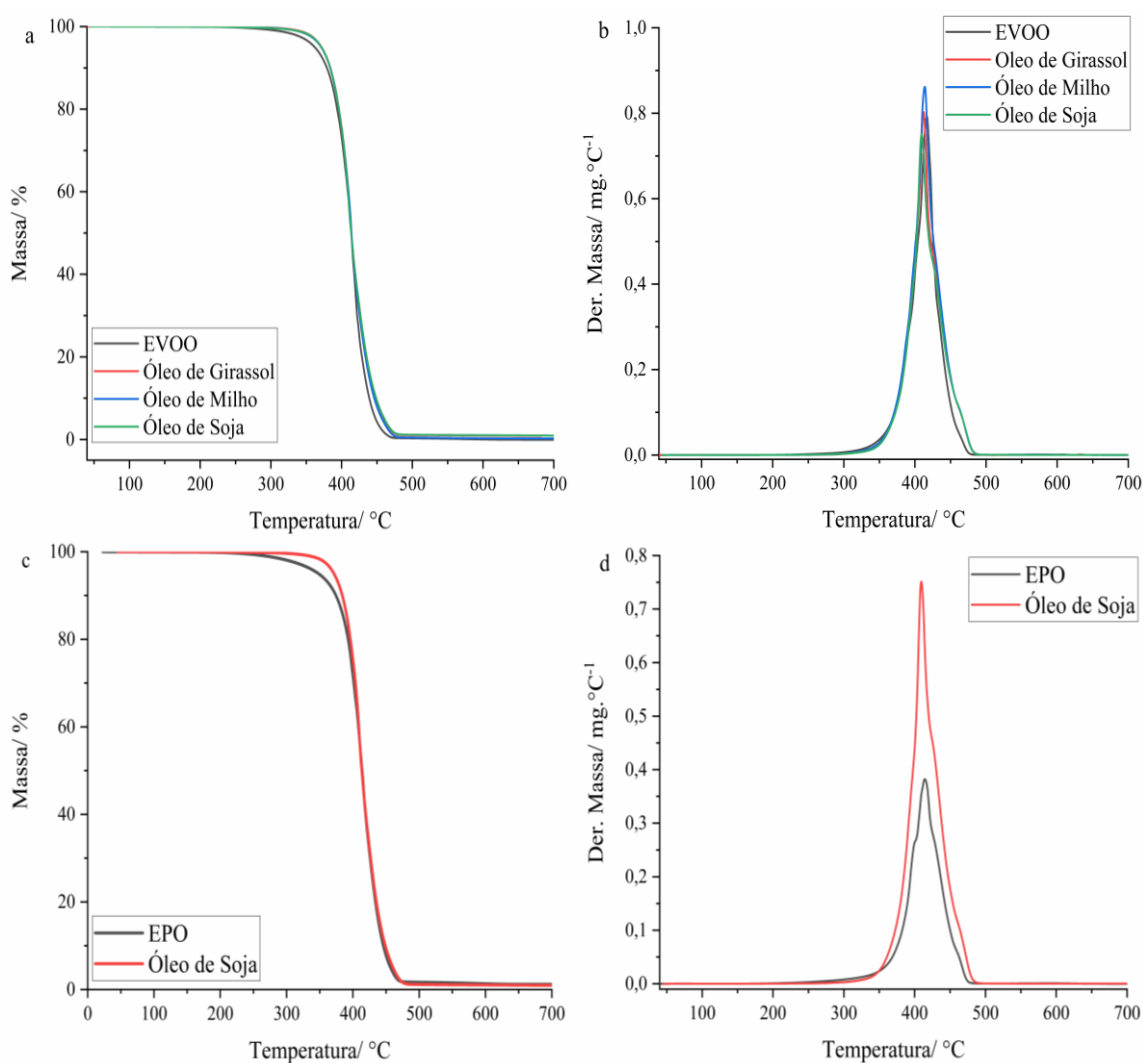 a
100
80
60
40
20
0
Massa/ %
EVOO
Óleo de Girassol
Óleo de Milho
Óleo de Soja
100 200 300 400 500 600 700
Temperatura/ °C
b
1,0
0,8
0,6
0,4
0,2
0,0
Der. Massa/ mg.°C⁻¹
EVOO
Oleo de Girassol
Óleo de Milho
Óleo de Soja
100 200 300 400 500 600 700
Temperatura/ °C
c
100
80
60
40
20
0
Massa/ %
EPO
Óleo de Soja
0 100 200 300 400 500 600 700
Temperatura/ °C
d
0,8
0,7
0,6
0,5
0,4
0,3
0,2
0,1
0,0
Der. Massa/ mg.°C⁻¹
EPO
Óleo de Soja
100 200 300 400 500 600 700
Temperatura/ °C